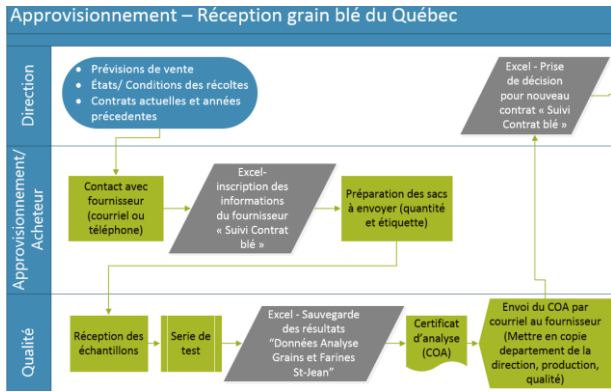 Approvisionnement – Réception grain blé du Québec
Direction
• Prévisions de vente
• États/ Conditions des récoltes
• Contrats actuelles et années
précedentes
Excel - Prise
de décision
pour nouveau
contrat « Suivi
Contrat blé »
Approvisionnement/
Acheteur
Contact avec
fournisseur
(courriel ou
téléphone)
Excel-
inscription des
informations
du fournisseur
« Suivi Contrat
blé »
Préparation des sacs
à envoyer (quantité
et étiquette)
Qualité
Réception des
échantillons
Serie de
test
Excel - Sauvegarde
des résultats
"Données Analyse
Grains et Farines
St-Jean"
Certificat
d'analyse
(COA)
Envoi du COA par
courriel au fournisseur
(Mettre en copie
departement de la
direction, production,
qualité)